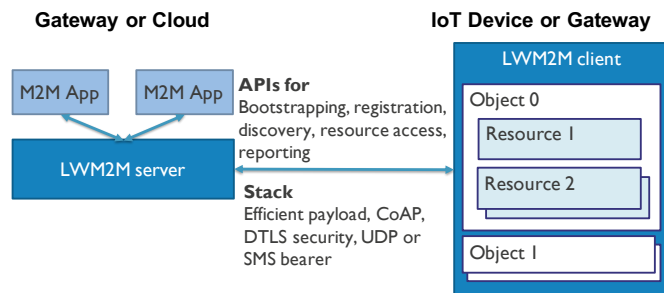 Gateway or Cloud
IoT Device or Gateway
M2M App
M2M App
LWM2M server
APIs for
Bootstrapping, registration,
discovery, resource access,
reporting
Stack
Efficient payload, CoAP,
DTLS security, UDP or
SMS bearer
LWM2M client
Object 0
Resource 1
Resource 2
Object 1